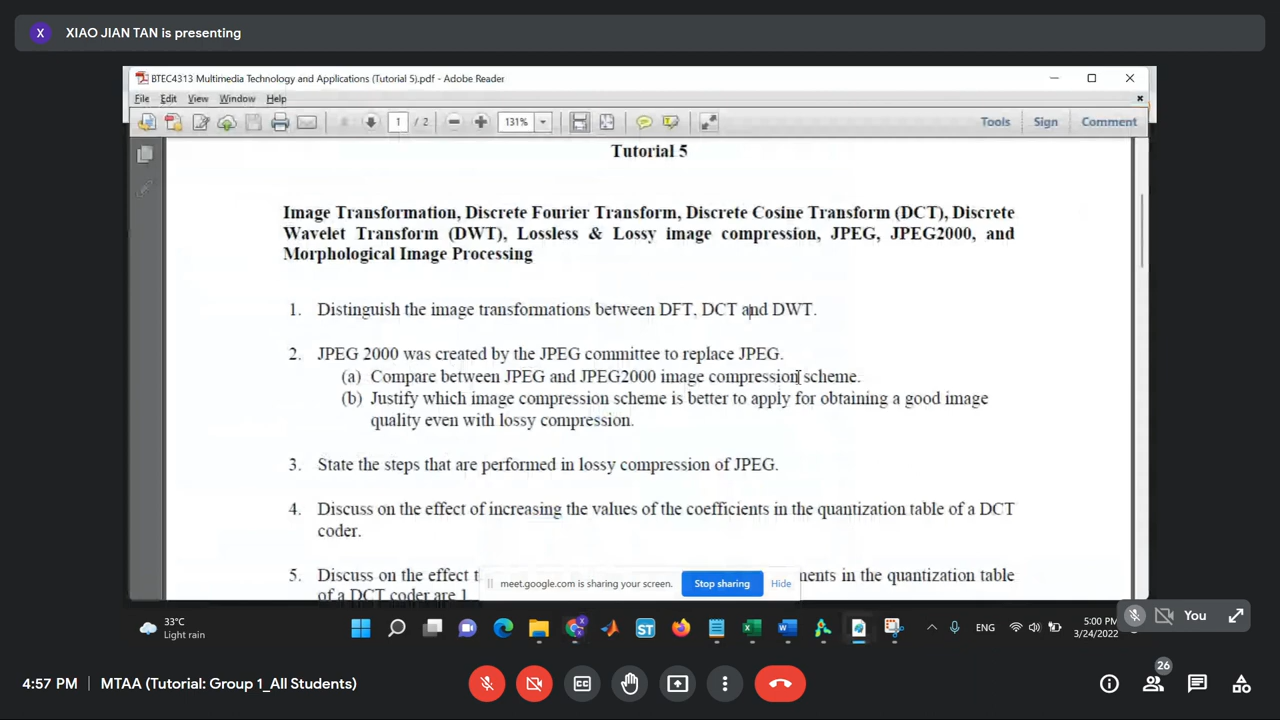 X XIAO JIAN TAN is presenting
BTEC4313 Multimedia Technology and Applications (Tutorial 5).pdf - Adobe Reader
File Edit View Window Help
1 / 2 131% Tools Sign Comment
Tutorial 5
Image Transformation, Discrete Fourier Transform, Discrete Cosine Transform (DCT), Discrete
Wavelet Transform (DWT), Lossless & Lossy image compression, JPEG, JPEG2000, and
Morphological Image Processing
1. Distinguish the image transformations between DFT, DCT and DWT.
2. JPEG 2000 was created by the JPEG committee to replace JPEG.
(a) Compare between JPEG and JPEG2000 image compression scheme.
(b) Justify which image compression scheme is better to apply for obtaining a good image
quality even with lossy compression.
3. State the steps that are performed in lossy compression of JPEG.
4. Discuss on the effect of increasing the values of the coefficients in the quantization table of a DCT
coder.
5. Discuss on the effect in the quantization table
of a DCT coder are 1
meet.google.com is sharing your screen. Stop sharing Hide
You
33°C
Light rain
ST
ENG
5:00 PM
3/24/2022
4:57 PM | MTAA (Tutorial: Group 1_All Students)
26